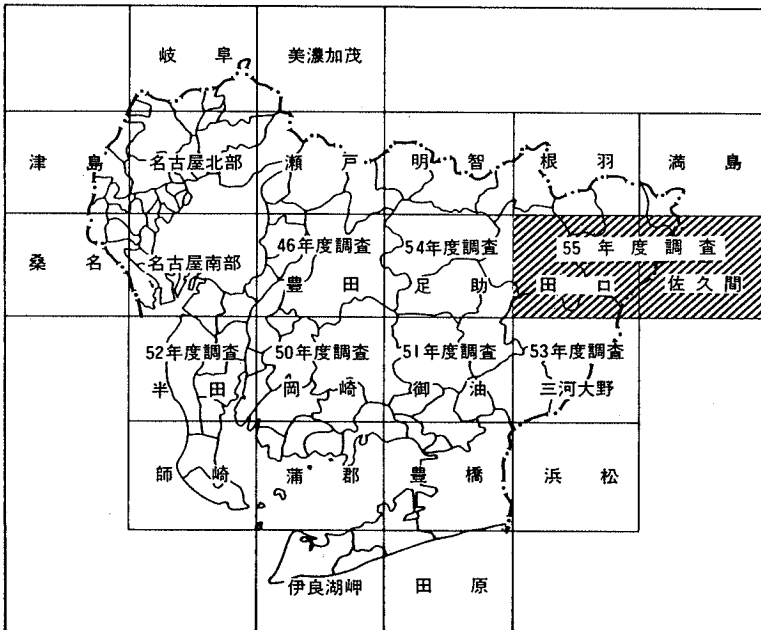 岐阜 美濃加茂
津島 名古屋北部 瀬戸 明智 根羽 満島
46年度調査 54年度調査 55年度調査
桑名 名古屋南部 豊田 足助 田口 佐久間
52年度調査 50年度調査 51年度調査 53年度調査
半田 岡崎 御油 三河大野
師崎 蒲郡 豊橋 浜松
伊良湖岬 田原